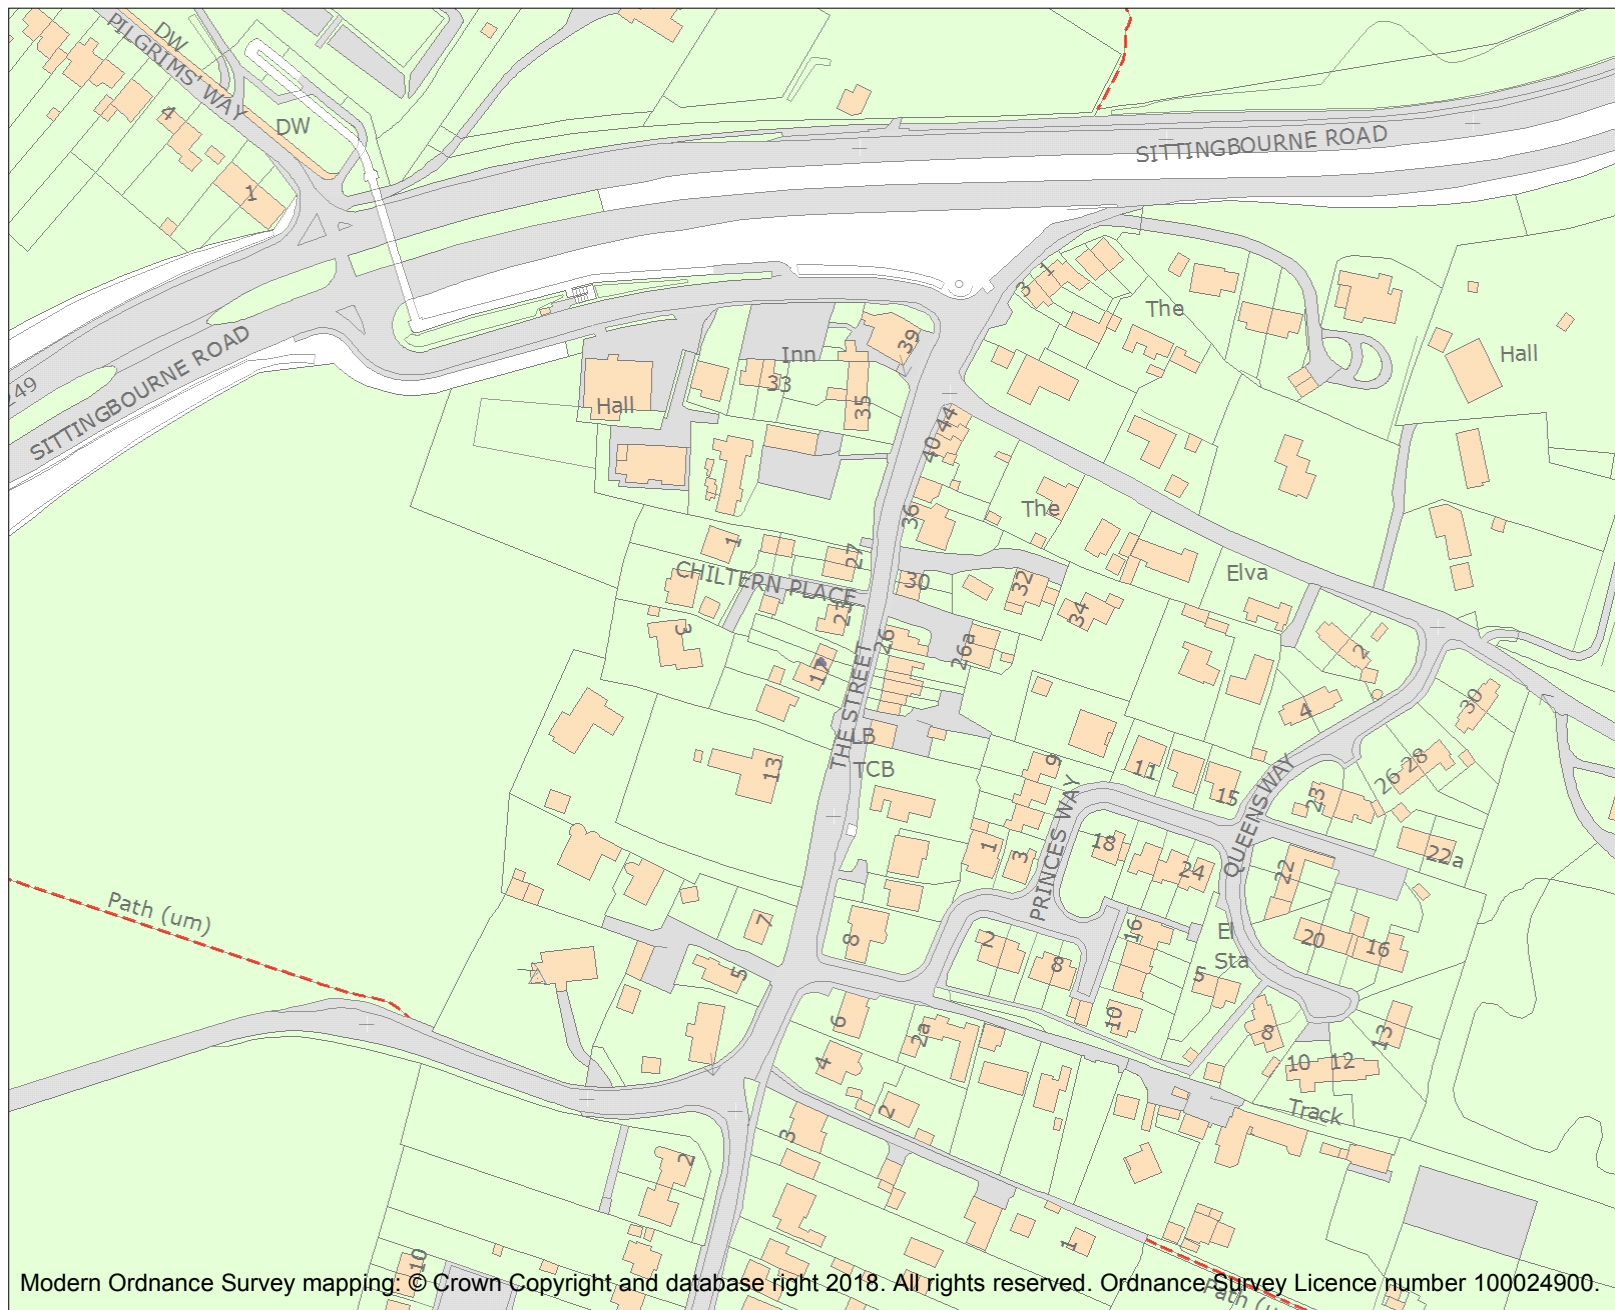 DW
PILGRIMS' WAY
DW
4
1
SITTINGBOURNE ROAD
SITTINGBOURNE ROAD
249
1
3
The
Hall
Inn
39
33
35
Hall
40 44
36
The
Elva
1
27
CHILTERN PLACE
30
32
34
23
26
26a
3
17
2
4
30
THE STREET
LB
TCB
13
9
11
15
QUEENSWAY
26 28
23
1
3
PRINCES WAY
18
24
22
22a
Path (um)
7
8
5
2
8
16
El
Sta
20
16
5
6
2a
10
8
13
4
10
12
2
Track
3
2
1
10
Path (u
Modern Ordnance Survey mapping: © Crown Copyright and database right 2018. All rights reserved. Ordnance Survey Licence number 100024900.